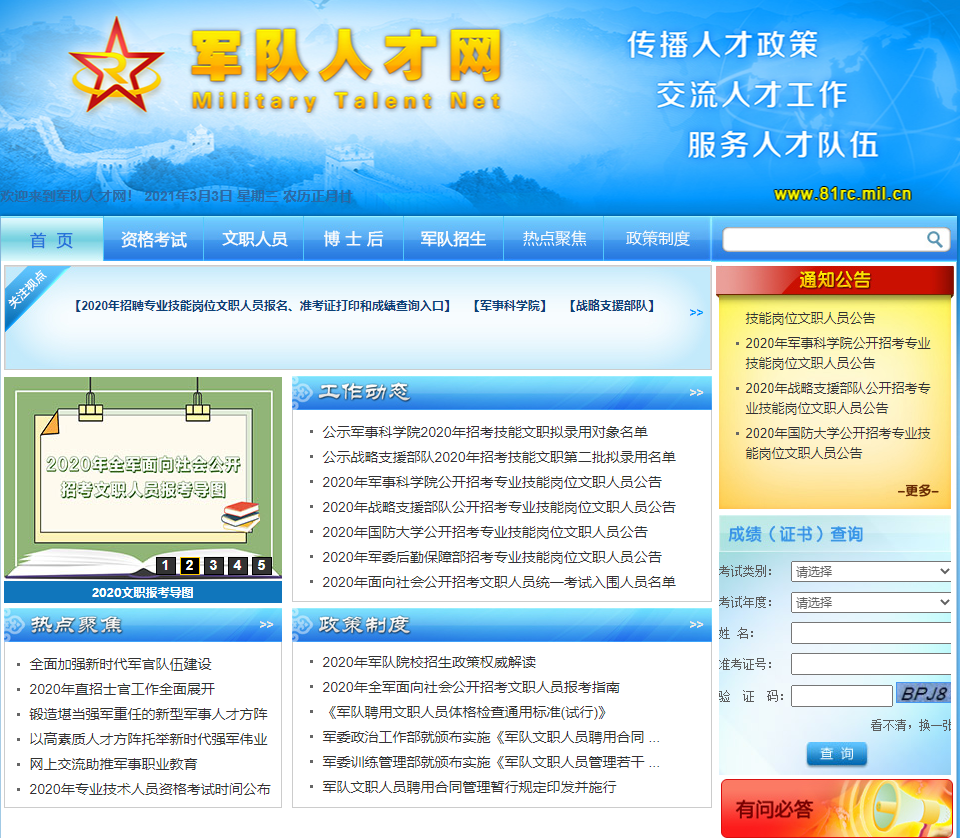 军队人才网
Military Talent Net
传播人才政策
交流人才工作
服务人才队伍
www.81rc.mil.cn
欢迎来到军队人才网! 2021年3月3日 星期三 农历正月廿
首 页
资格考试
文职人员
博 士 后
军队招生
热点聚焦
政策制度
关注视点
【2020年招聘专业技能岗位文职人员报名、准考证打印和成绩查询入口】 【军事科学院】 【战略支援部队】
>>
通知公告
技能岗位文职人员公告
2020年军事科学院公开招考专业
技能岗位文职人员公告
2020年战略支援部队公开招考专
业技能岗位文职人员公告
2020年国防大学公开招考专业技
能岗位文职人员公告
–更多–
2020年全军面向社会公开
招考文职人员报考导图
1 2 3 4 5
2020文职报考导图
工作动态
>>
公示军事科学院2020年招考技能文职拟录用对象名单
公示战略支援部队2020年招考技能文职第二批拟录用名单
2020年军事科学院公开招考专业技能岗位文职人员公告
2020年战略支援部队公开招考专业技能岗位文职人员公告
2020年国防大学公开招考专业技能岗位文职人员公告
2020年军委后勤保障部招考专业技能岗位文职人员公告
2020年面向社会公开招考文职人员统一考试入围人员名单
成绩（证书）查询
考试类别: 请选择
考试年度: 请选择
姓 名:
准考证号:
验 证 码: BPJ8
看不清，换一张
查 询
热点聚焦
>>
全面加强新时代军官队伍建设
2020年直招士官工作全面展开
锻造堪当强军重任的新型军事人才方阵
以高素质人才方阵托举新时代强军伟业
网上交流助推军事职业教育
2020年专业技术人员资格考试时间公布
政策制度
>>
2020年军队院校招生政策权威解读
2020年全军面向社会公开招考文职人员报考指南
《军队聘用文职人员体格检查通用标准(试行)》
军委政治工作部就颁布实施《军队文职人员聘用合同 ...
军委训练管理部就颁布实施《军队文职人员管理若干 ...
军队文职人员聘用合同管理暂行规定印发并施行
有问必答